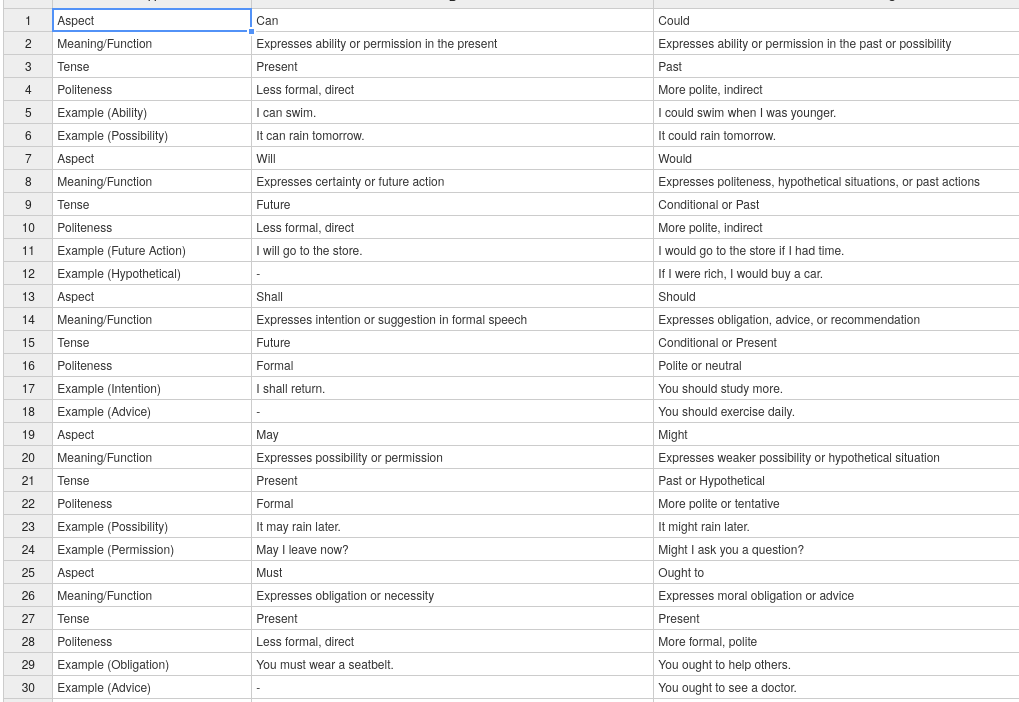 1 Aspect Can Could
2 Meaning/Function Expresses ability or permission in the present Expresses ability or permission in the past or possibility
3 Tense Present Past
4 Politeness Less formal, direct More polite, indirect
5 Example (Ability) I can swim. I could swim when I was younger.
6 Example (Possibility) It can rain tomorrow. It could rain tomorrow.
7 Aspect Will Would
8 Meaning/Function Expresses certainty or future action Expresses politeness, hypothetical situations, or past actions
9 Tense Future Conditional or Past
10 Politeness Less formal, direct More polite, indirect
11 Example (Future Action) I will go to the store. I would go to the store if I had time.
12 Example (Hypothetical) - If I were rich, I would buy a car.
13 Aspect Shall Should
14 Meaning/Function Expresses intention or suggestion in formal speech Expresses obligation, advice, or recommendation
15 Tense Future Conditional or Present
16 Politeness Formal Polite or neutral
17 Example (Intention) I shall return. You should study more.
18 Example (Advice) - You should exercise daily.
19 Aspect May Might
20 Meaning/Function Expresses possibility or permission Expresses weaker possibility or hypothetical situation
21 Tense Present Past or Hypothetical
22 Politeness Formal More polite or tentative
23 Example (Possibility) It may rain later. It might rain later.
24 Example (Permission) May I leave now? Might I ask you a question?
25 Aspect Must Ought to
26 Meaning/Function Expresses obligation or necessity Expresses moral obligation or advice
27 Tense Present Present
28 Politeness Less formal, direct More formal, polite
29 Example (Obligation) You must wear a seatbelt. You ought to help others.
30 Example (Advice) - You ought to see a doctor.